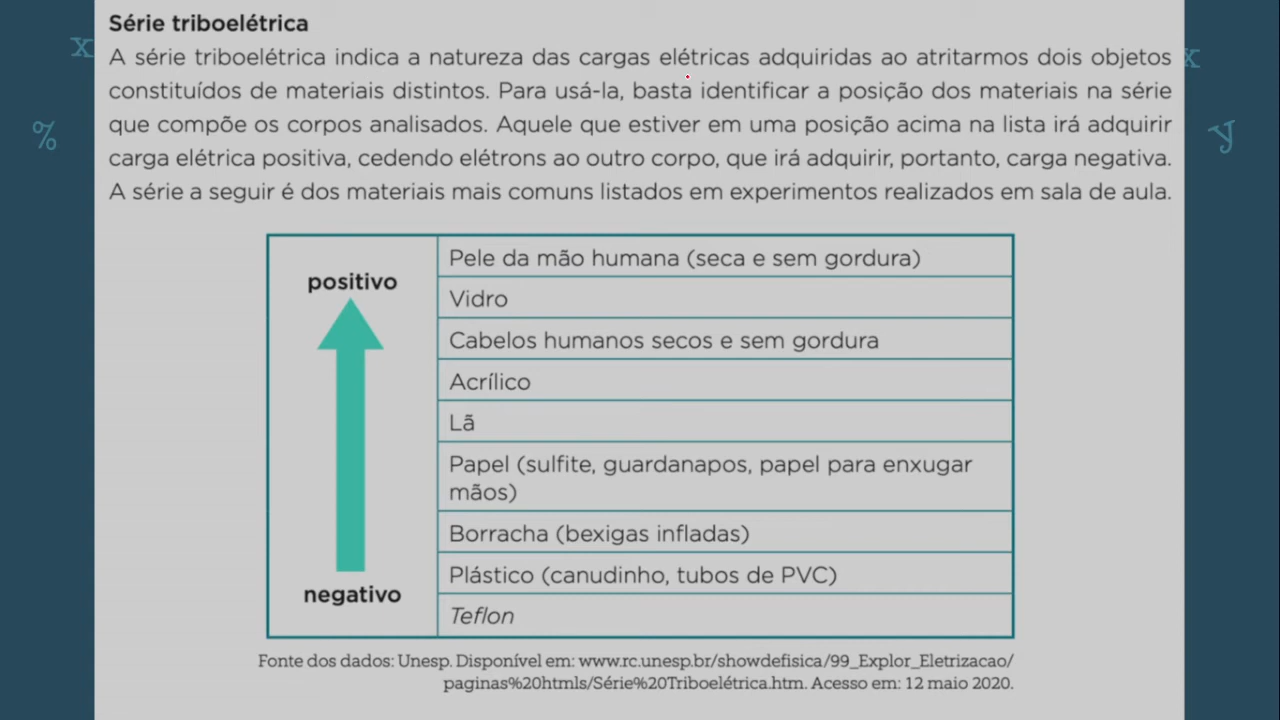 Série triboelétrica
A série triboelétrica indica a natureza das cargas elétricas adquiridas ao atritarmos dois objetos
constituídos de materiais distintos. Para usá-la, basta identificar a posição dos materiais na série
que compõe os corpos analisados. Aquele que estiver em uma posição acima na lista irá adquirir
carga elétrica positiva, cedendo elétrons ao outro corpo, que irá adquirir, portanto, carga negativa.
A série a seguir é dos materiais mais comuns listados em experimentos realizados em sala de aula.
positivo
negativo
Pele da mão humana (seca e sem gordura)
Vidro
Cabelos humanos secos e sem gordura
Acrílico
Lã
Papel (sulfite, guardanapos, papel para enxugar
mãos)
Borracha (bexigas infladas)
Plástico (canudinho, tubos de PVC)
Teflon
Fonte dos dados: Unesp. Disponível em: www.rc.unesp.br/showdefisica/99_Explor_Eletrizacao/
paginas%20htmls/Série%20Triboelétrica.htm. Acesso em: 12 maio 2020.
x
%
x
y